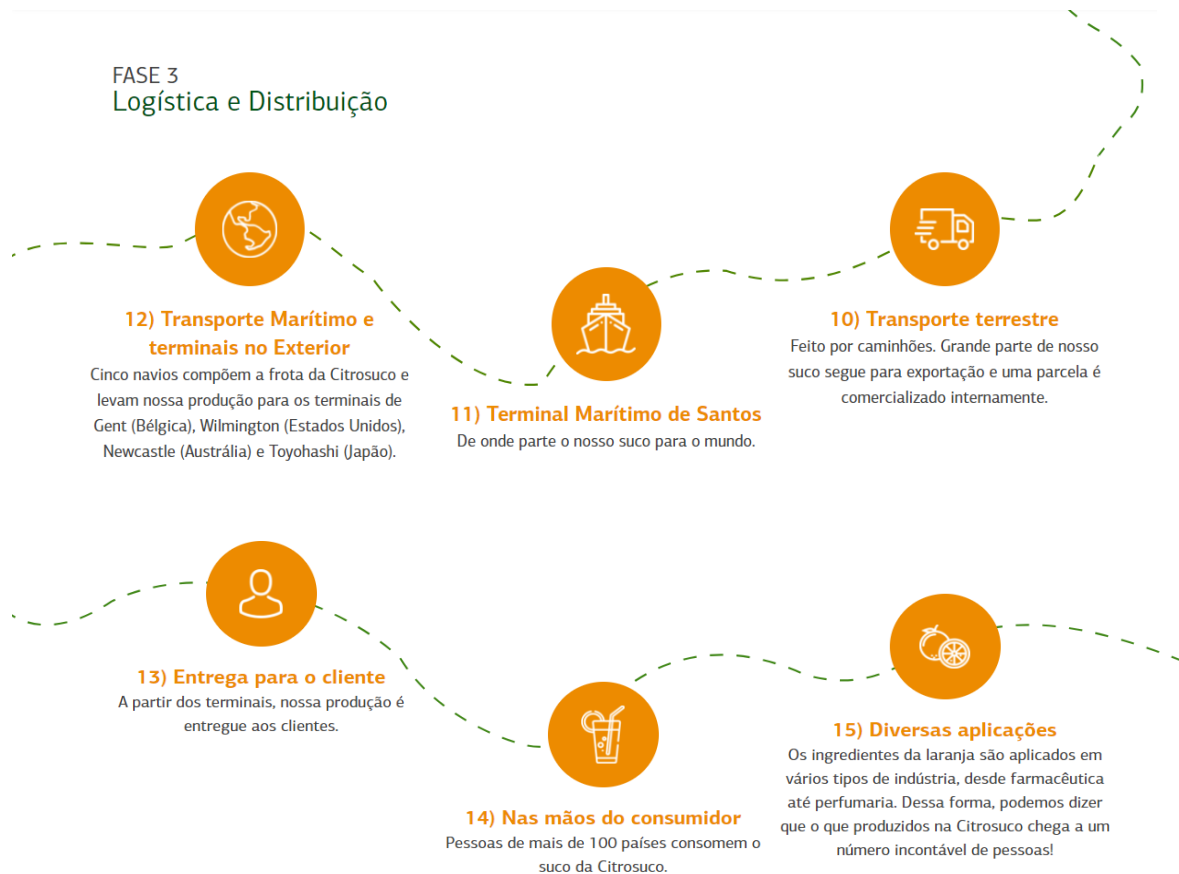 FASE 3
Logística e Distribuição
10) Transporte terrestre
Feito por caminhões. Grande parte de nosso
suco segue para exportação e uma parcela é
comercializado internamente.
11) Terminal Marítimo de Santos
De onde parte o nosso suco para o mundo.
12) Transporte Marítimo e
terminais no Exterior
Cinco navios compõem a frota da Citrosuco e
levam nossa produção para os terminais de
Gent (Bélgica), Wilmington (Estados Unidos),
Newcastle (Austrália) e Toyohashi (Japão).
13) Entrega para o cliente
A partir dos terminais, nossa produção é
entregue aos clientes.
14) Nas mãos do consumidor
Pessoas de mais de 100 países consomem o
suco da Citrosuco.
15) Diversas aplicações
Os ingredientes da laranja são aplicados em
vários tipos de indústria, desde farmacêutica
até perfumaria. Dessa forma, podemos dizer
que o que produzidos na Citrosuco chega a um
número incontável de pessoas!